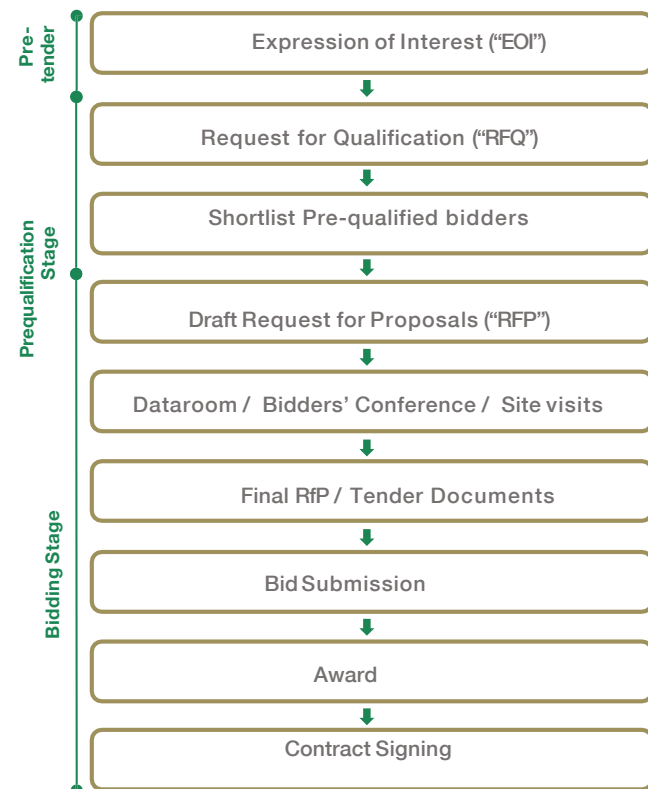 Pre-
tender
Expression of Interest (“EOI”)
Request for Qualification (“RFQ”)
Shortlist Pre-qualified bidders
Prequalification
Stage
Draft Request for Proposals (“RFP”)
Dataroom / Bidders’ Conference / Site visits
Final RfP / Tender Documents
Bidding Stage
Bid Submission
Award
Contract Signing